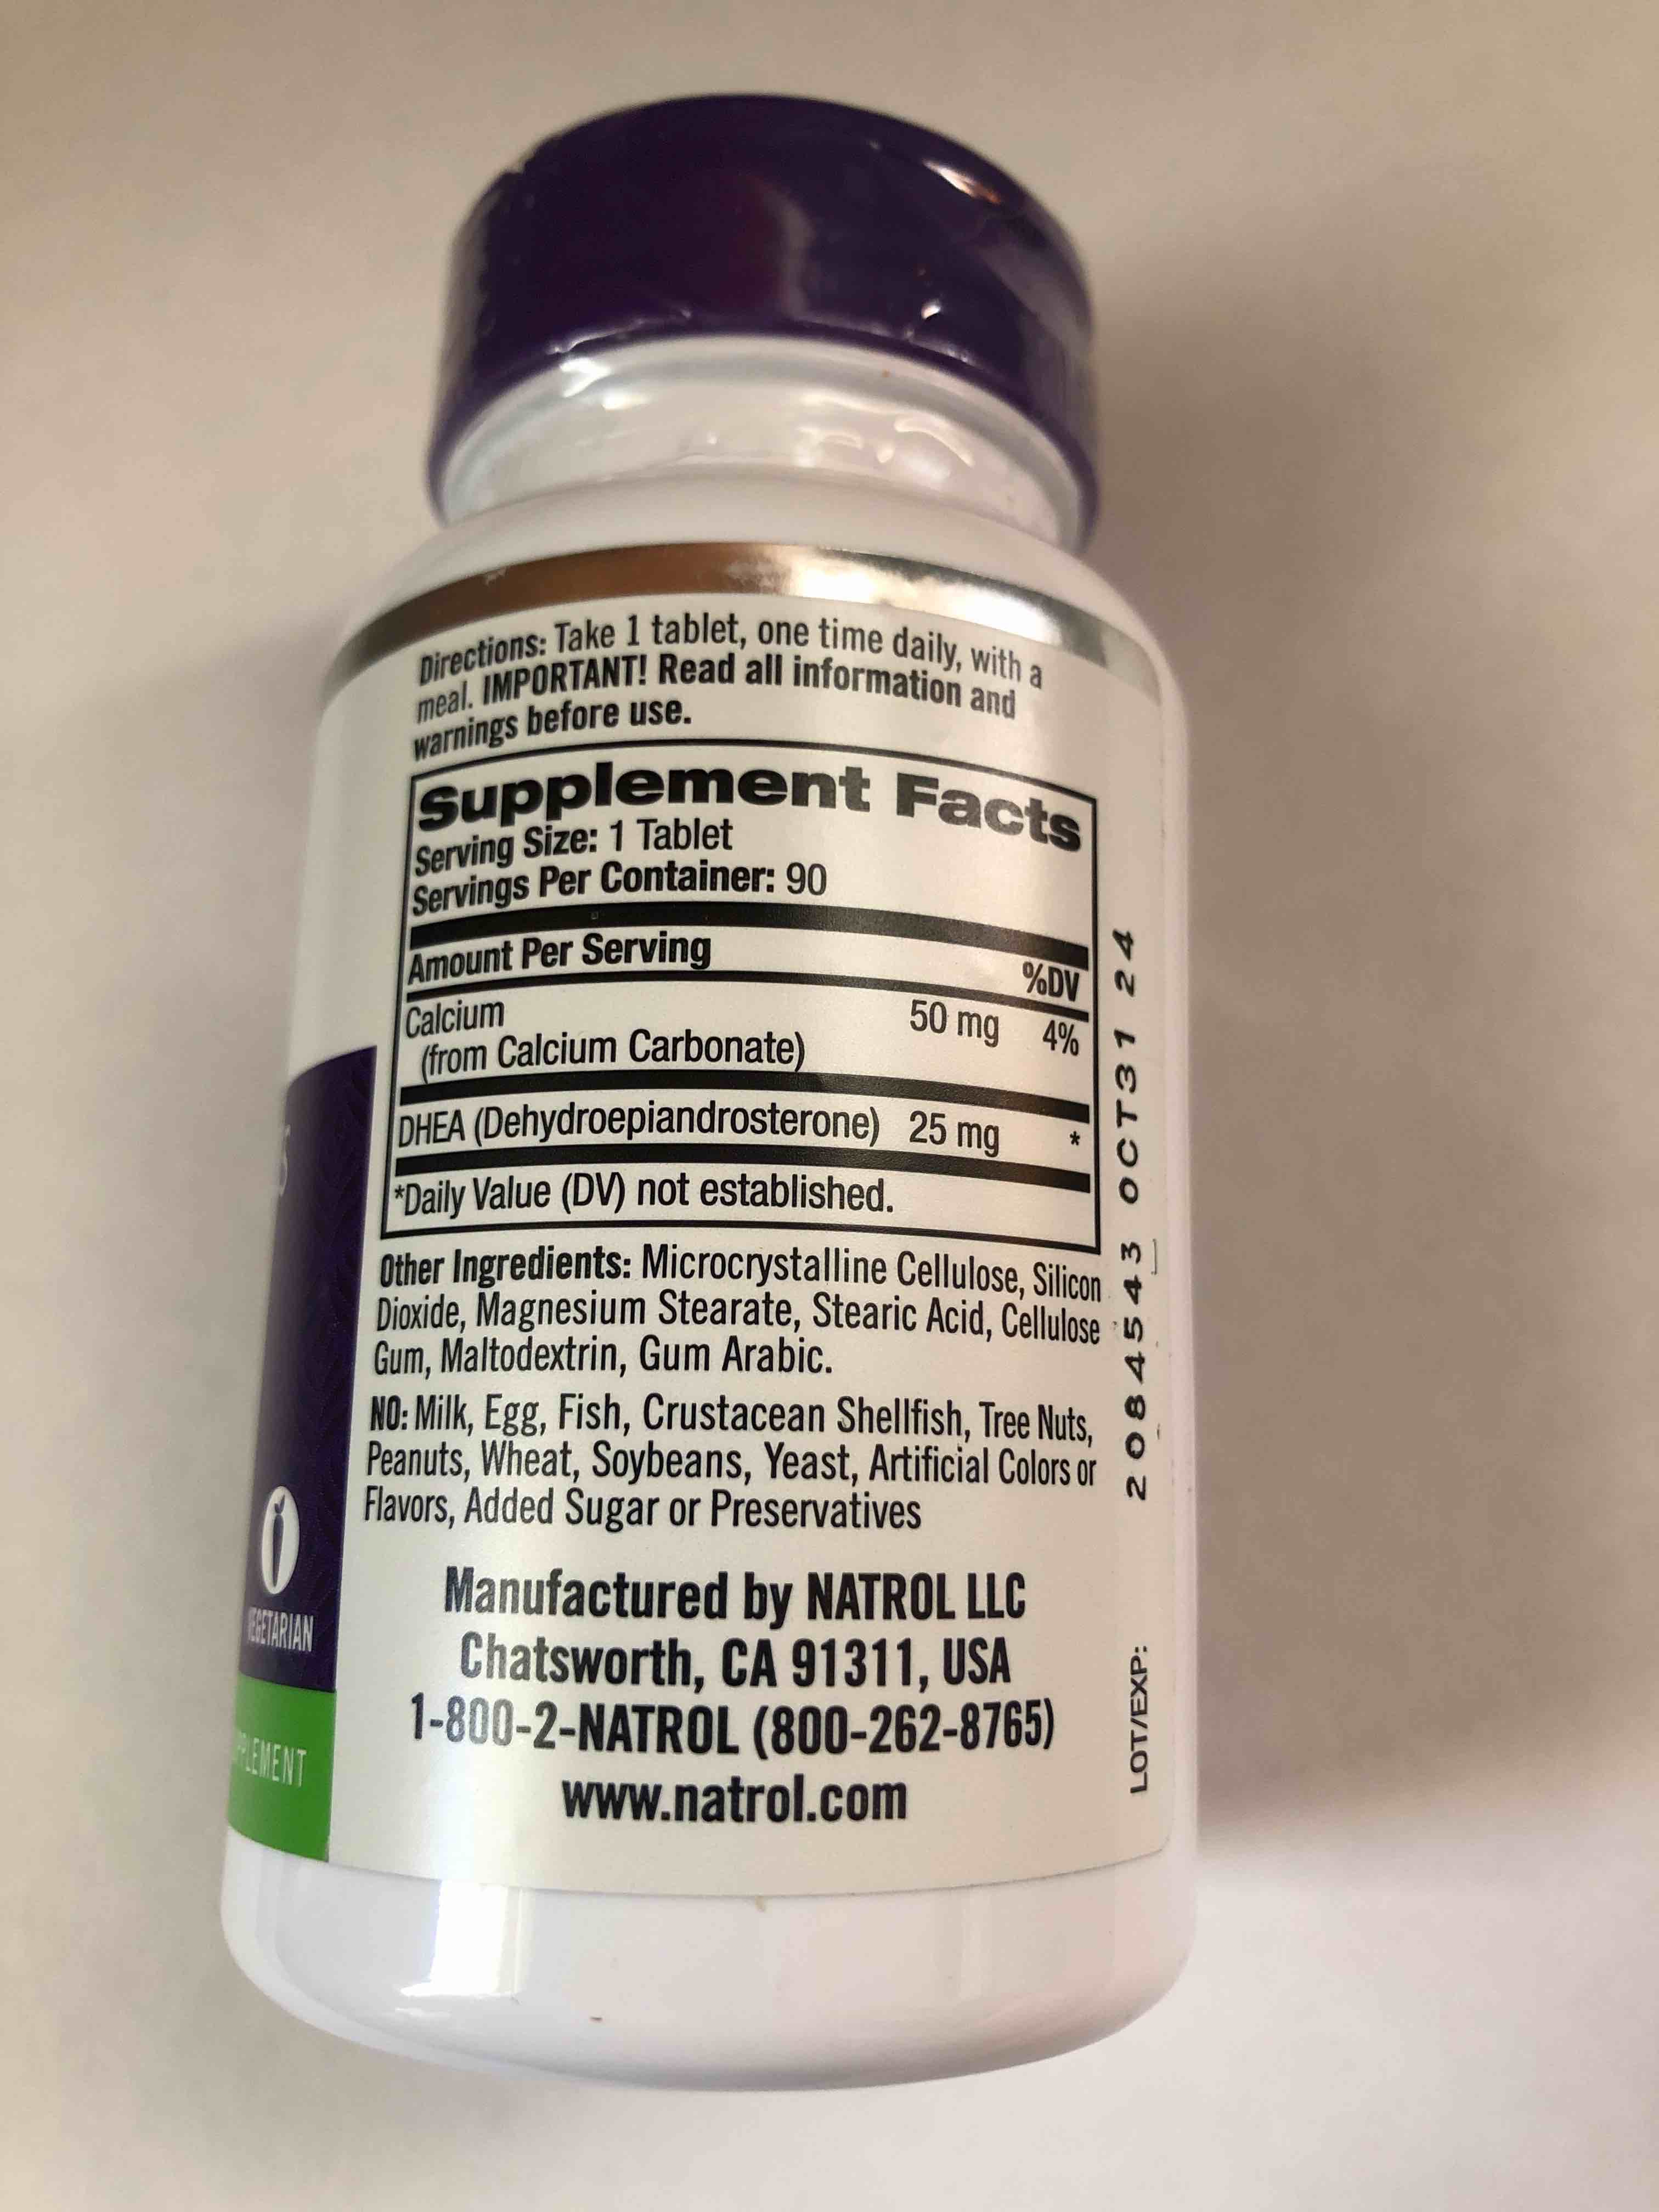 Directions: Take 1 tablet, one time daily, with a
meal. IMPORTANT! Read all information and
warnings before use.
Supplement Facts
Serving Size: 1 Tablet
Servings Per Container: 90
Amount Per Serving %DV
Calcium 50 mg 4%
(from Calcium Carbonate)
DHEA (Dehydroepiandrosterone) 25 mg *
*Daily Value (DV) not established.
Other Ingredients: Microcrystalline Cellulose, Silicon
Dioxide, Magnesium Stearate, Stearic Acid, Cellulose
Gum, Maltodextrin, Gum Arabic.
NO: Milk, Egg, Fish, Crustacean Shellfish, Tree Nuts,
Peanuts, Wheat, Soybeans, Yeast, Artificial Colors or
Flavors, Added Sugar or Preservatives
Manufactured by NATROL LLC
Chatsworth, CA 91311, USA
1-800-2-NATROL (800-262-8765)
www.natrol.com
LOT/EXP: 2084543 OCT31 24
VEGETARIAN